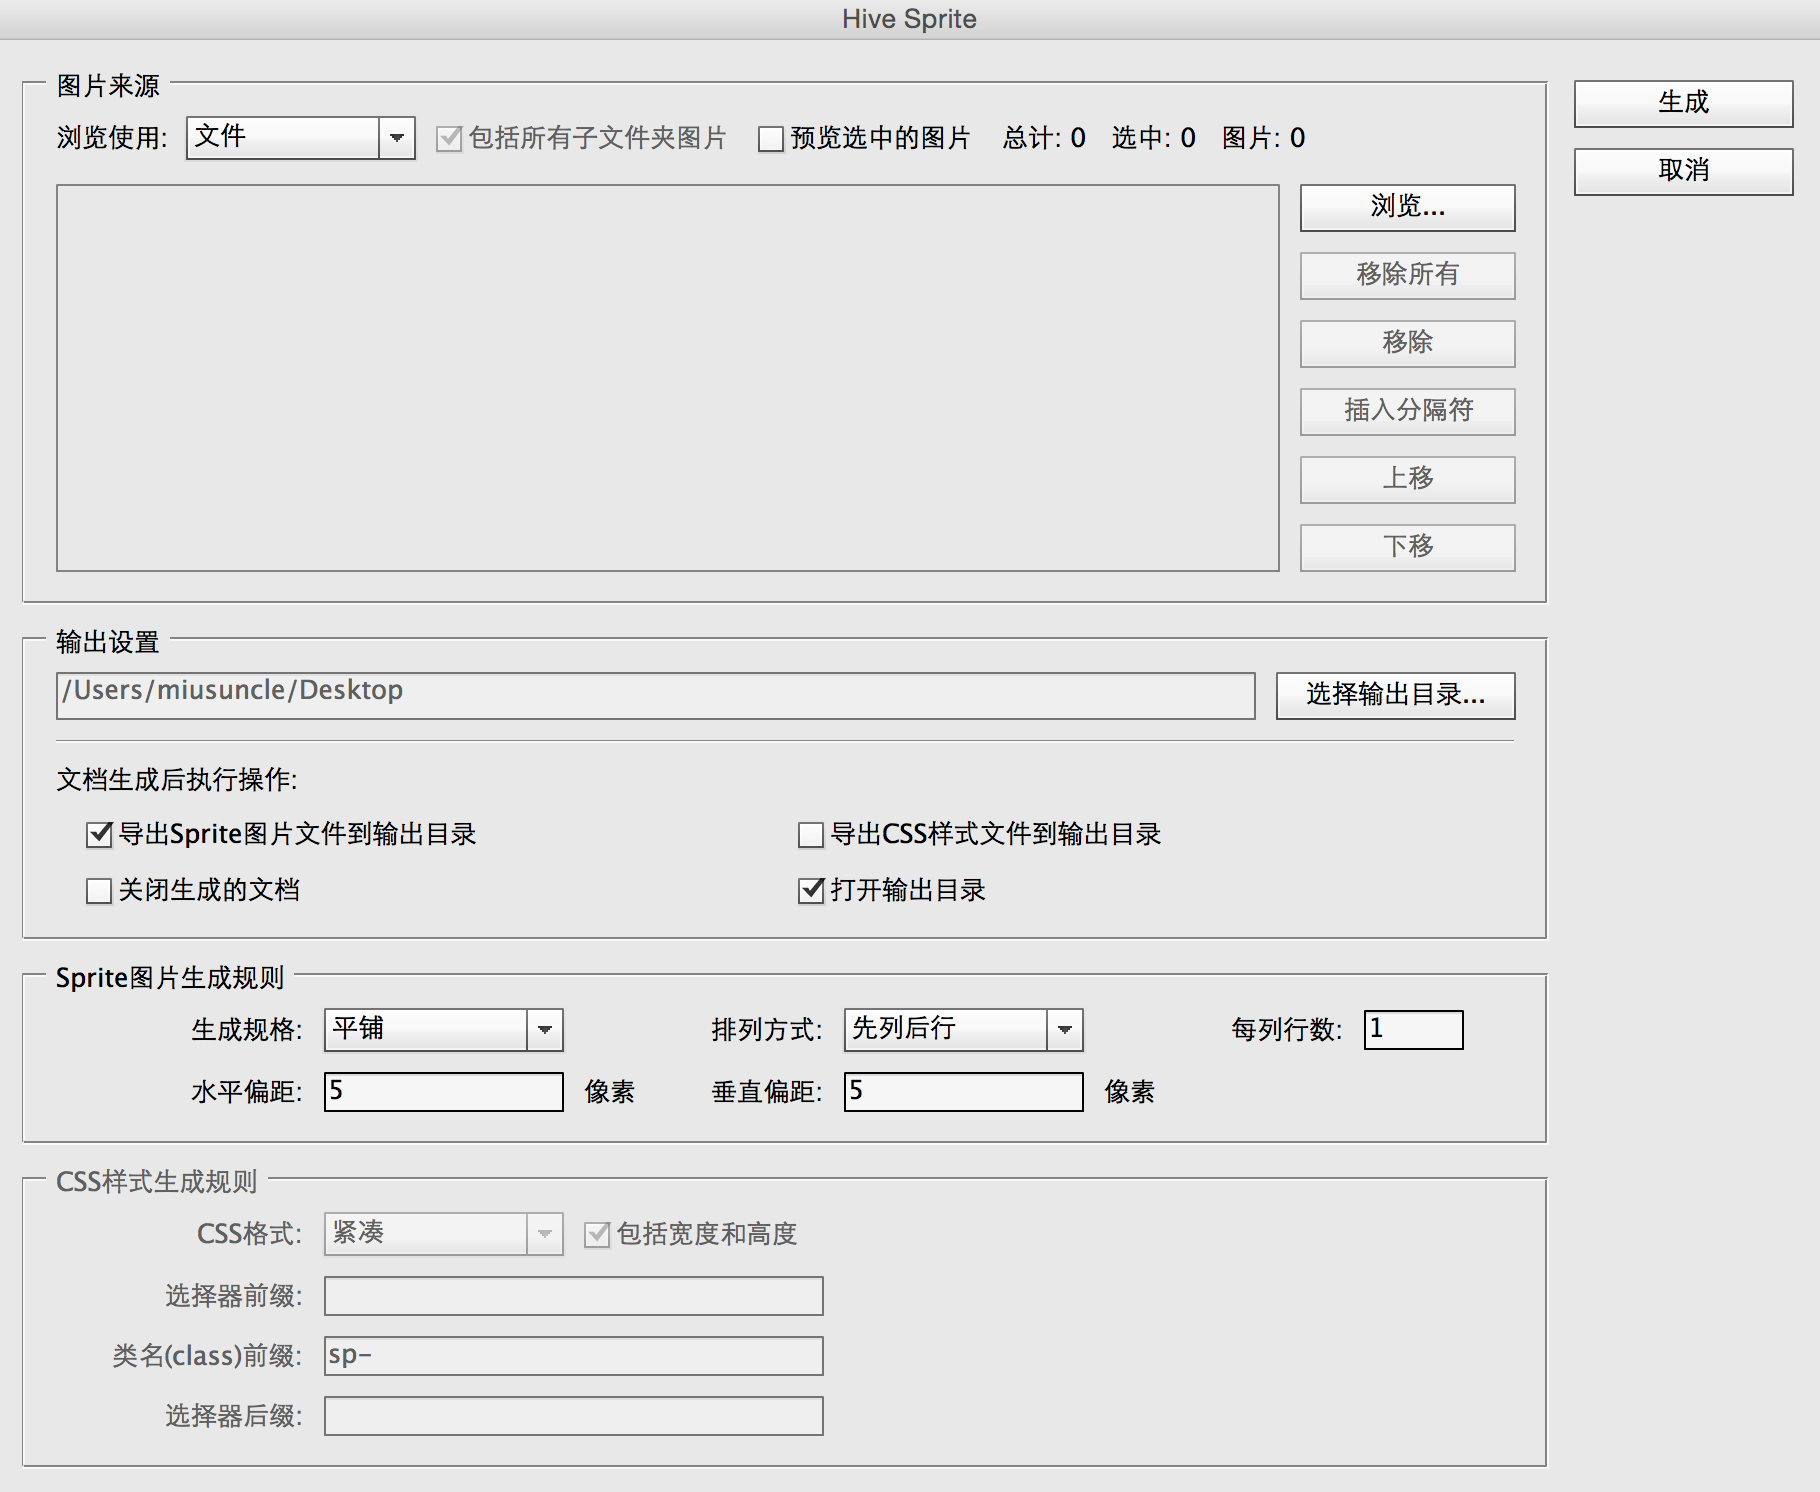 Hive Sprite
图片来源
浏览使用: 文件 包括所有子文件夹图片 预览选中的图片 总计: 0 选中: 0 图片: 0
生成
取消
浏览...
移除所有
移除
插入分隔符
上移
下移
输出设置
/Users/miusuncle/Desktop 选择输出目录...
文档生成后执行操作:
导出Sprite图片文件到输出目录 导出CSS样式文件到输出目录
关闭生成的文档 打开输出目录
Sprite图片生成规则
生成规格: 平铺 排列方式: 先列后行 每列行数: 1
水平偏距: 5 像素 垂直偏距: 5 像素
CSS样式生成规则
CSS格式: 紧凑 包括宽度和高度
选择器前缀:
类名(class)前缀: sp-
选择器后缀: